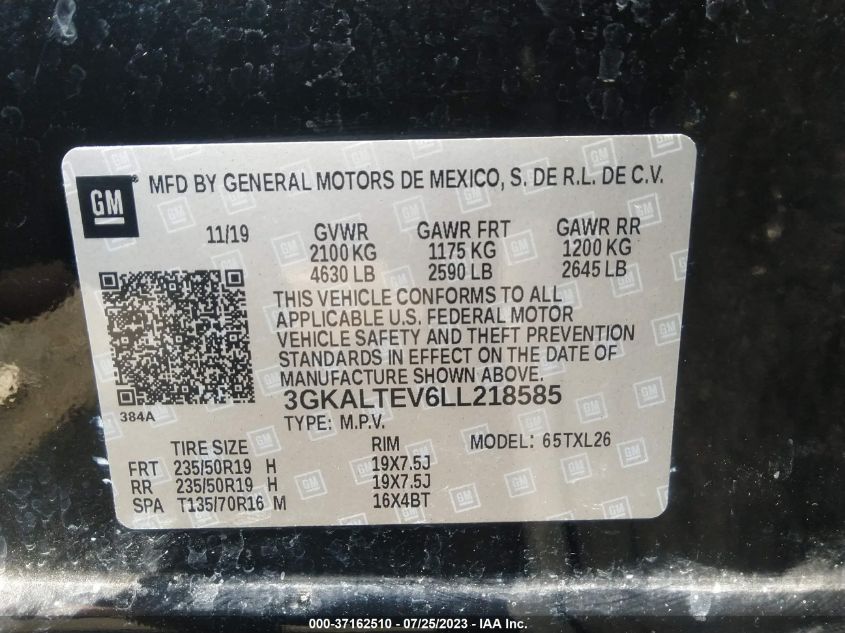 GM MFD BY GENERAL MOTORS DE MEXICO, S. DE R.L. DE C.V.
11/19 GVWR GAWR FRT GAWR RR
2100 KG 1175 KG 1200 KG
4630 LB 2590 LB 2645 LB
THIS VEHICLE CONFORMS TO ALL
APPLICABLE U.S. FEDERAL MOTOR
VEHICLE SAFETY AND THEFT PREVENTION
STANDARDS IN EFFECT ON THE DATE OF
MANUFACTURE SHOWN ABOVE.
384A 3GKALTEV6LL218585
TYPE: M.P.V. MODEL: 65TXL26
TIRE SIZE RIM
FRT 235/50R19 H 19X7.5J
RR 235/50R19 H 19X7.5J
SPA T135/70R16 M 16X4BT
000-37162510 - 07/25/2023 - IAA Inc.